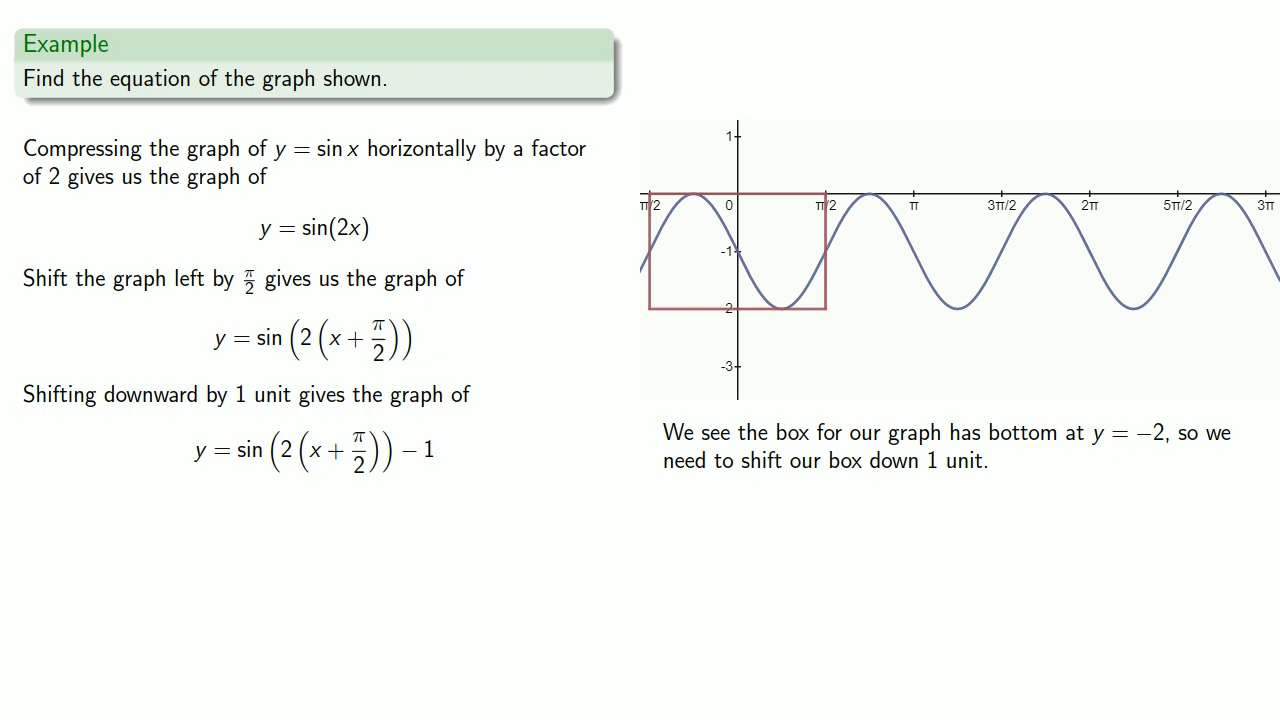 Example
Find the equation of the graph shown.
Compressing the graph of y = sin x horizontally by a factor
of 2 gives us the graph of
y = sin(2x)
Shift the graph left by π/2 gives us the graph of
y = sin (2 (x + π/2))
Shifting downward by 1 unit gives the graph of
y = sin (2 (x + π/2)) − 1
1
π/2 0 π/2 π 3π/2 2π 5π/2 3π
-1
-2
-3
We see the box for our graph has bottom at y = −2, so we
need to shift our box down 1 unit.